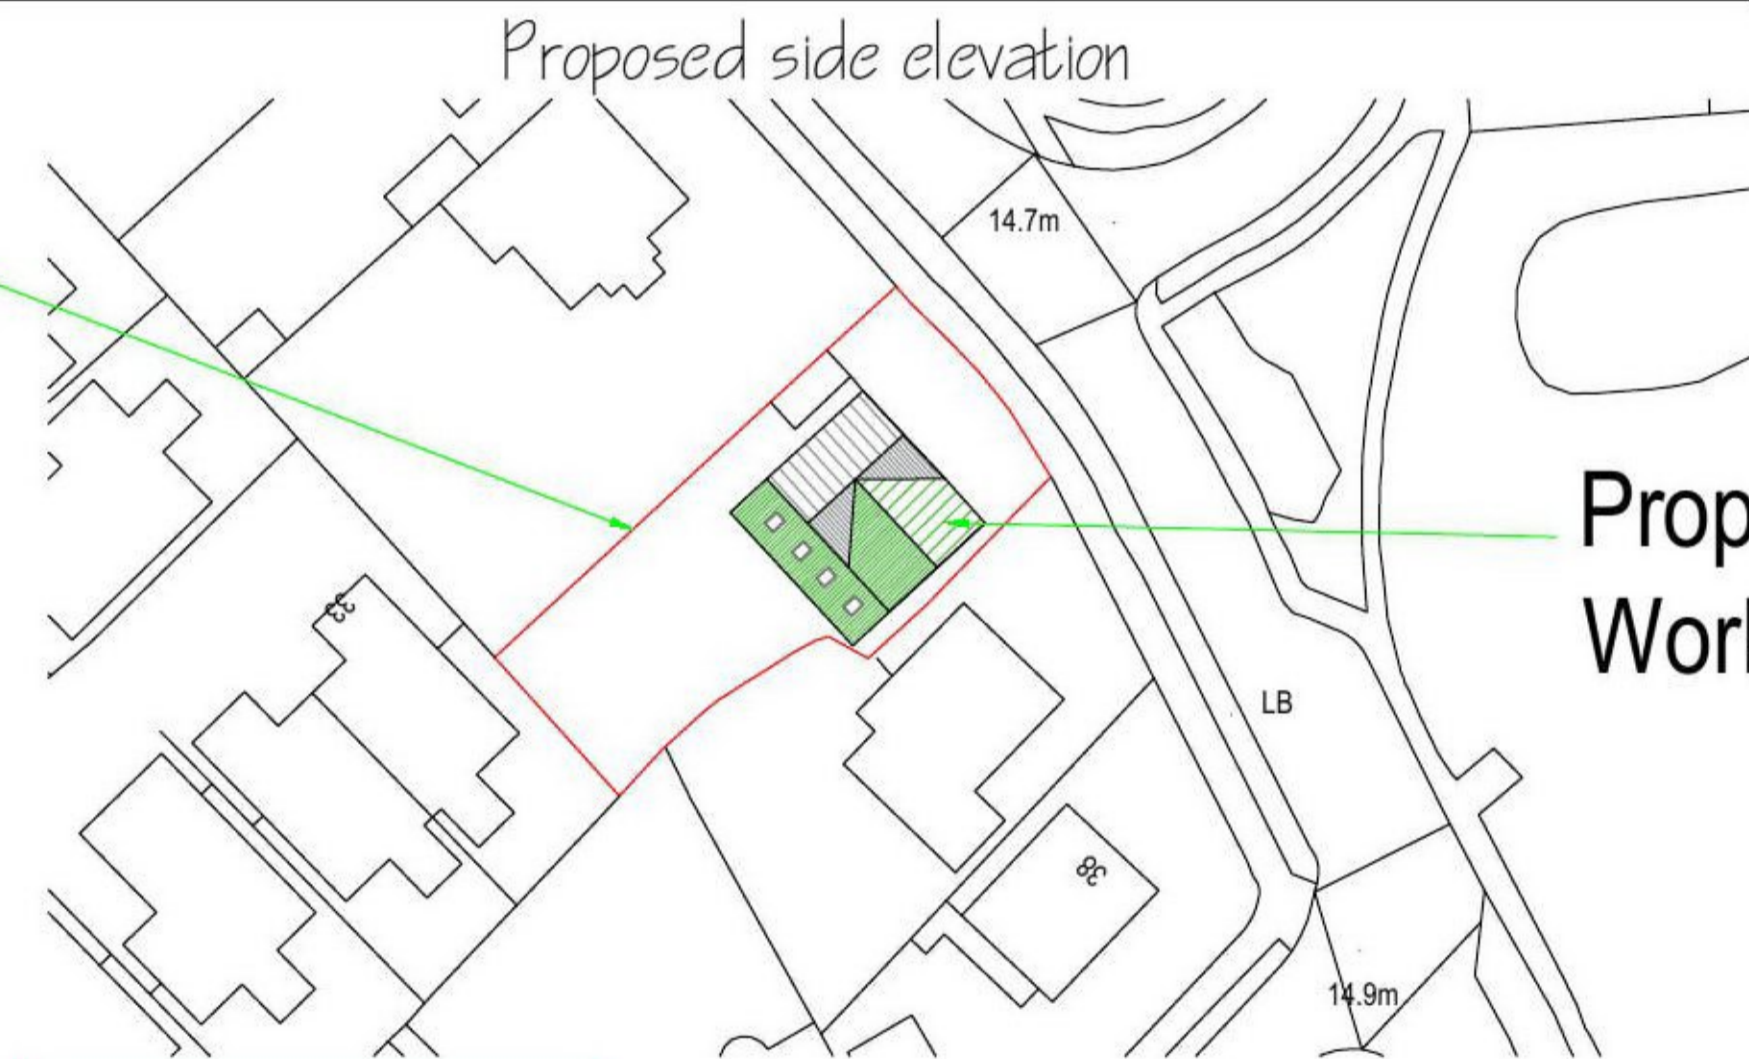 Proposed side elevation
14.7m
Prop
Work
33
LB
38
14.9m